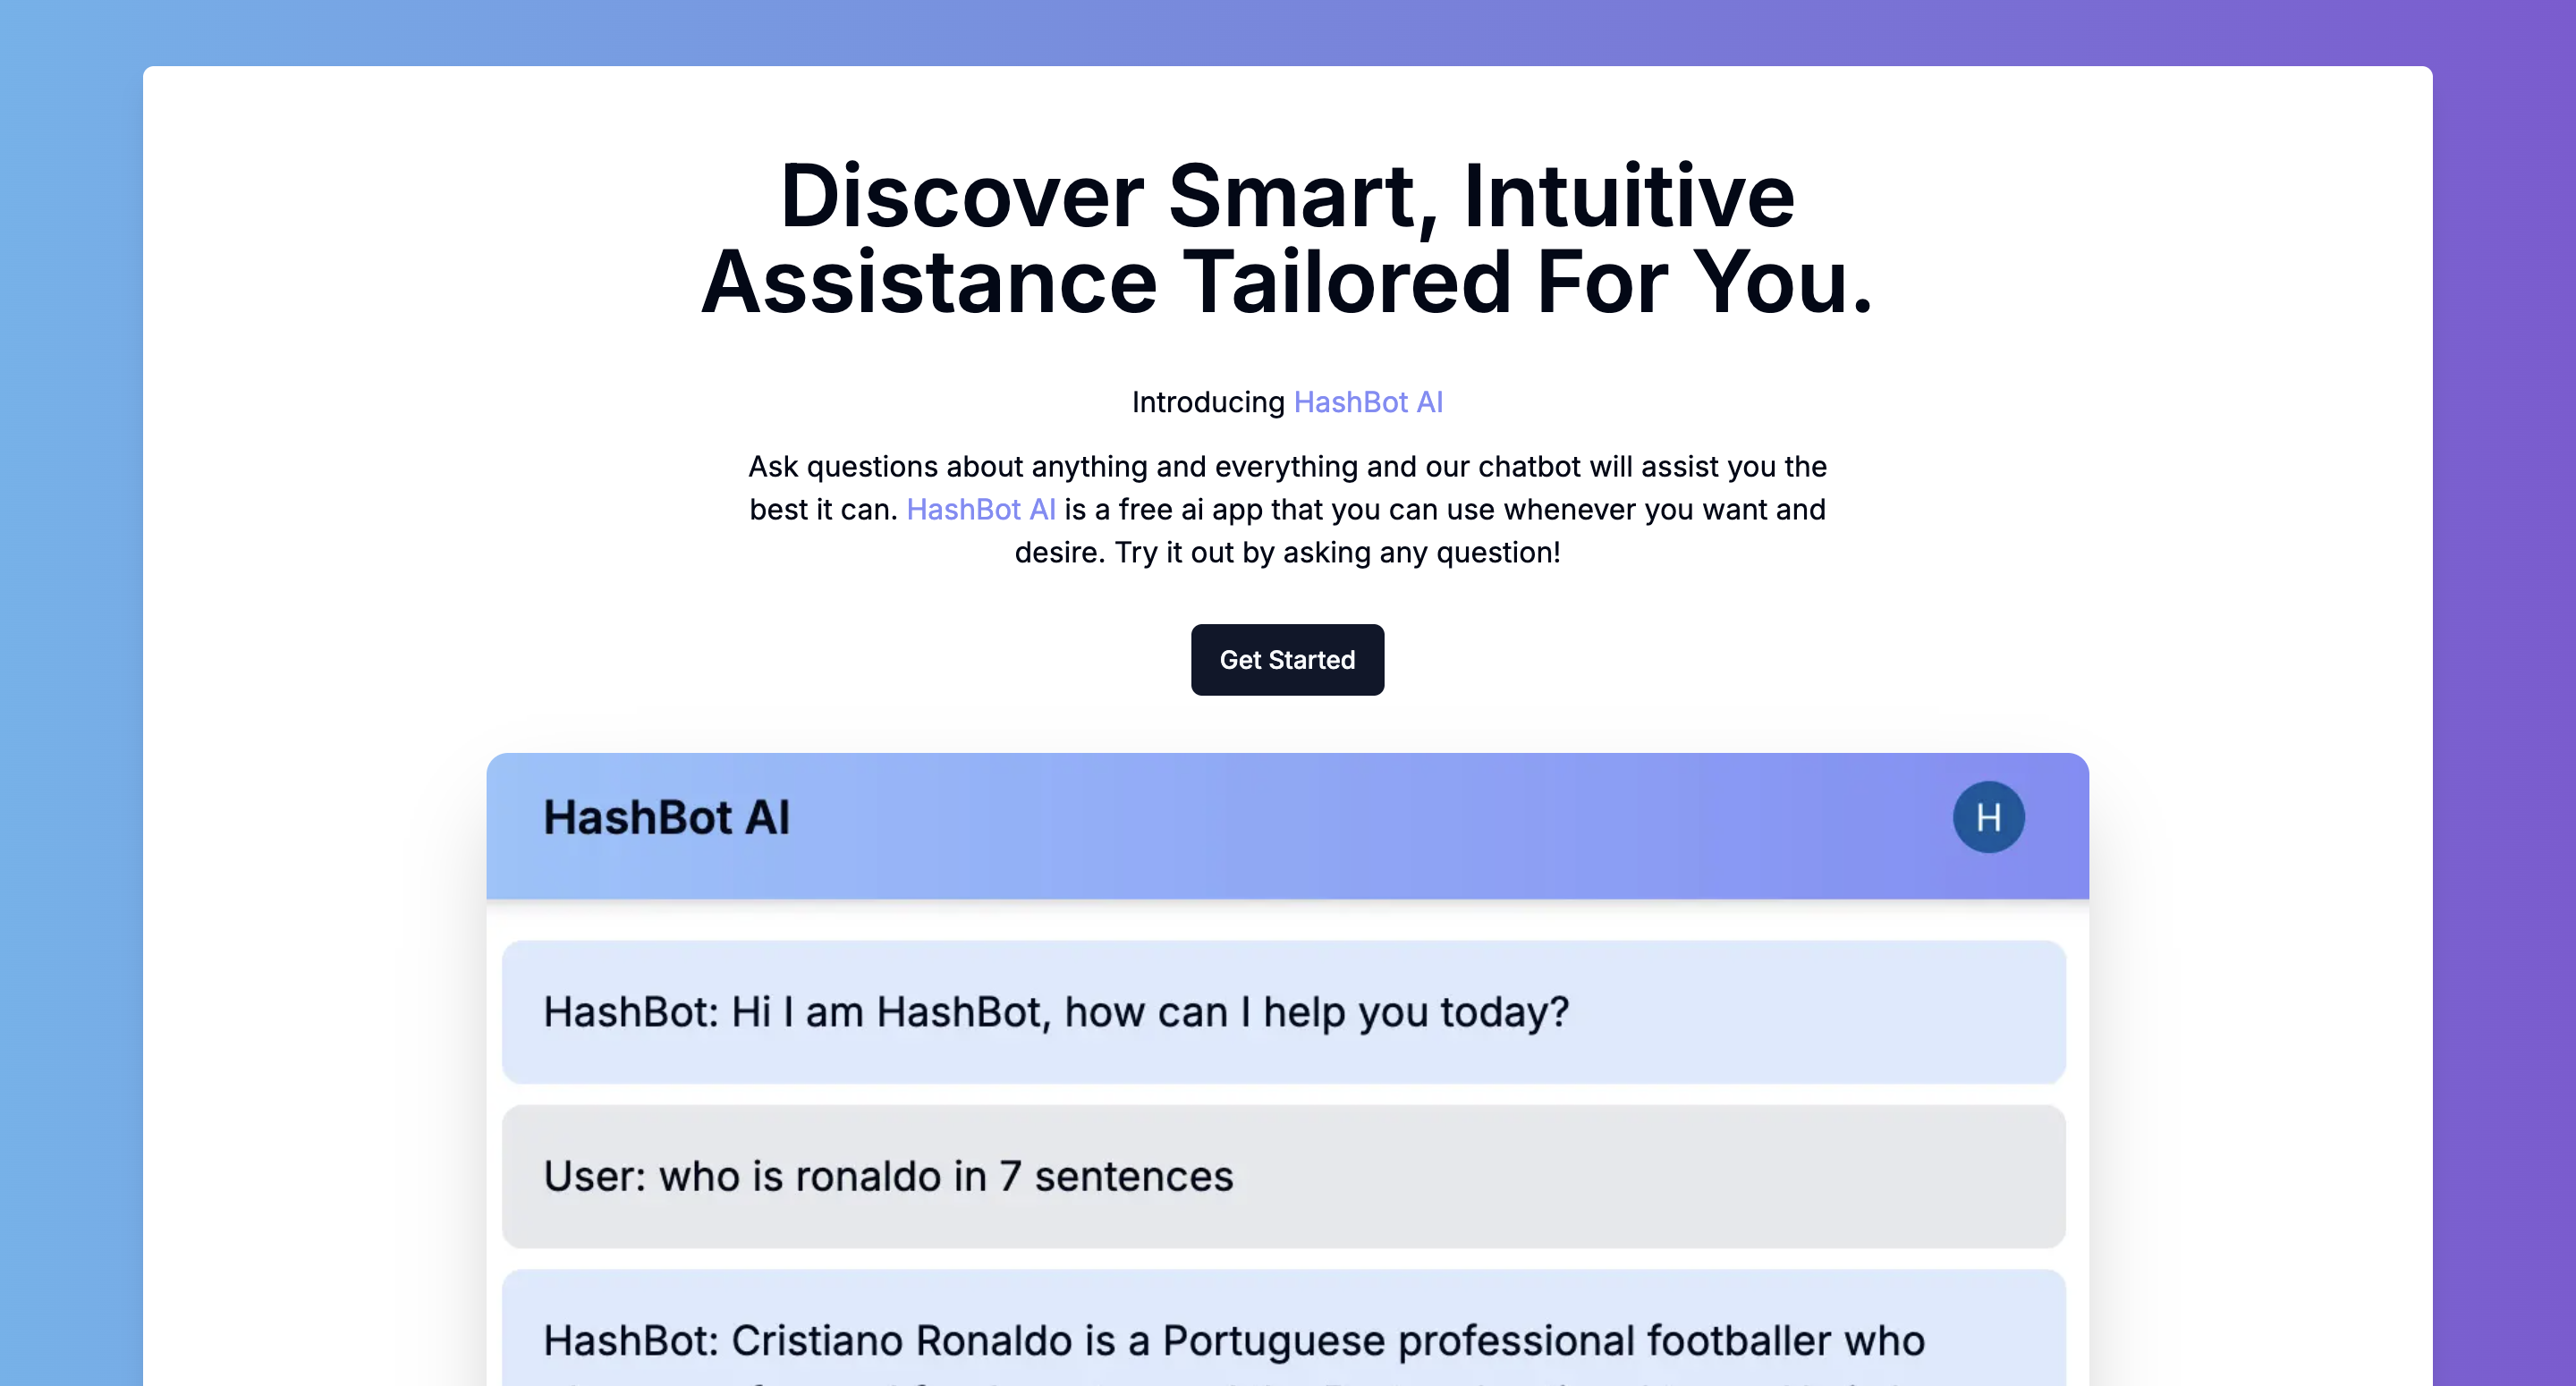 Discover Smart, Intuitive
Assistance Tailored For You.
Introducing HashBot AI
Ask questions about anything and everything and our chatbot will assist you the
best it can. HashBot AI is a free ai app that you can use whenever you want and
desire. Try it out by asking any question!
Get Started
HashBot AI
H
HashBot: Hi I am HashBot, how can I help you today?
User: who is ronaldo in 7 sentences
HashBot: Cristiano Ronaldo is a Portuguese professional footballer who